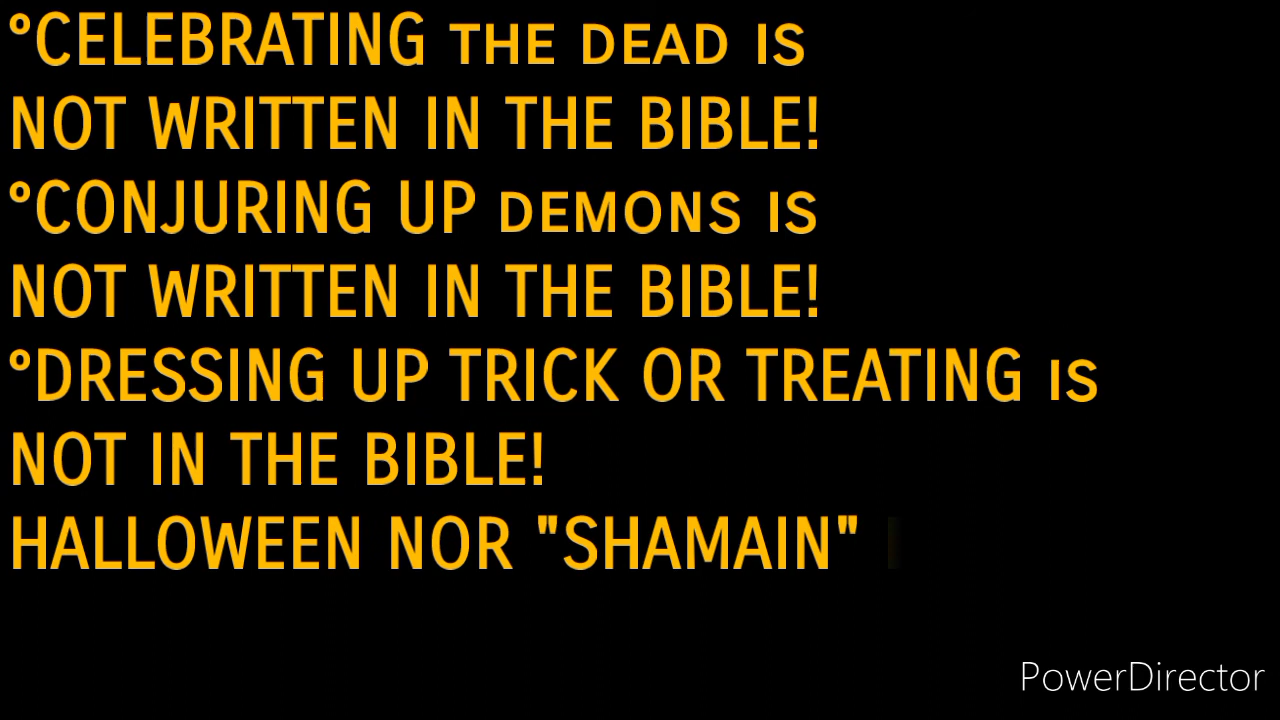 °CELEBRATING THE DEAD IS
NOT WRITTEN IN THE BIBLE!
°CONJURING UP DEMONS IS
NOT WRITTEN IN THE BIBLE!
°DRESSING UP TRICK OR TREATING IS
NOT IN THE BIBLE!
HALLOWEEN NOR "SHAMAIN"
PowerDirector